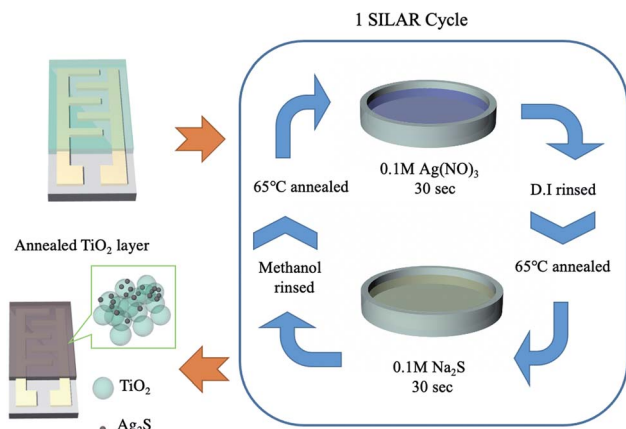 1 SILAR Cycle
0.1M Ag(NO)₃
30 sec
65℃ annealed
D.I rinsed
Annealed TiO₂ layer
Methanol
rinsed
65℃ annealed
0.1M Na₂S
30 sec
TiO₂
Ag₂S